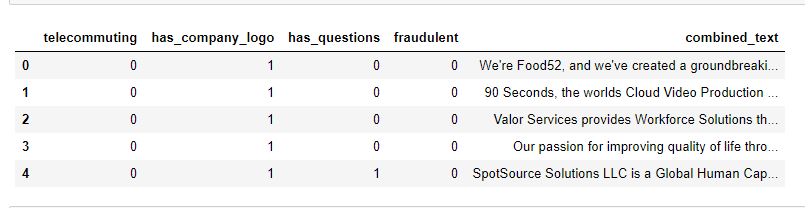 telecommuting has_company_logo has_questions fraudulent combined_text
0 0 1 0 0 We're Food52, and we've created a groundbreaki...
1 0 1 0 0 90 Seconds, the worlds Cloud Video Production ...
2 0 1 0 0 Valor Services provides Workforce Solutions th...
3 0 1 0 0 Our passion for improving quality of life thro...
4 0 1 1 0 SpotSource Solutions LLC is a Global Human Cap...